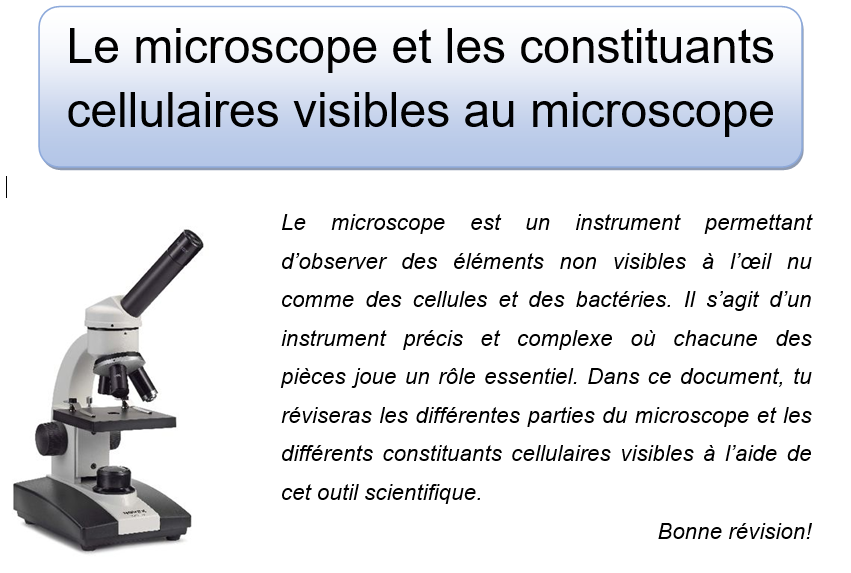 Le microscope et les constituants
cellulaires visibles au microscope
Le microscope est un instrument permettant
d’observer des éléments non visibles à l’œil nu
comme des cellules et des bactéries. Il s’agit d’un
instrument précis et complexe où chacune des
pièces joue un rôle essentiel. Dans ce document, tu
réviseras les différentes parties du microscope et les
différents constituants cellulaires visibles à l’aide de
cet outil scientifique.
Bonne révision!
NOVEX